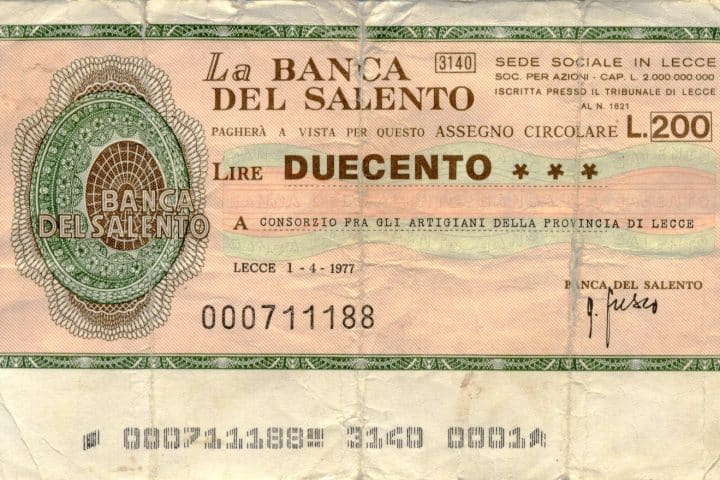 La BANCA
DEL SALENTO
3140
SEDE SOCIALE IN LECCE
SOC. PER AZIONI - CAP. L. 2.000.000.000
ISCRITTA PRESSO IL TRIBUNALE DI LECCE
AL N. 1621
PAGHERÀ A VISTA PER QUESTO ASSEGNO CIRCOLARE L.200
LIRE DUECENTO ***
BANCA
DEL SALENTO
A CONSORZIO FRA GLI ARTIGIANI DELLA PROVINCIA DI LECCE
LECCE 1-4-1977
BANCA DEL SALENTO
000711188
000711188 3140 0001